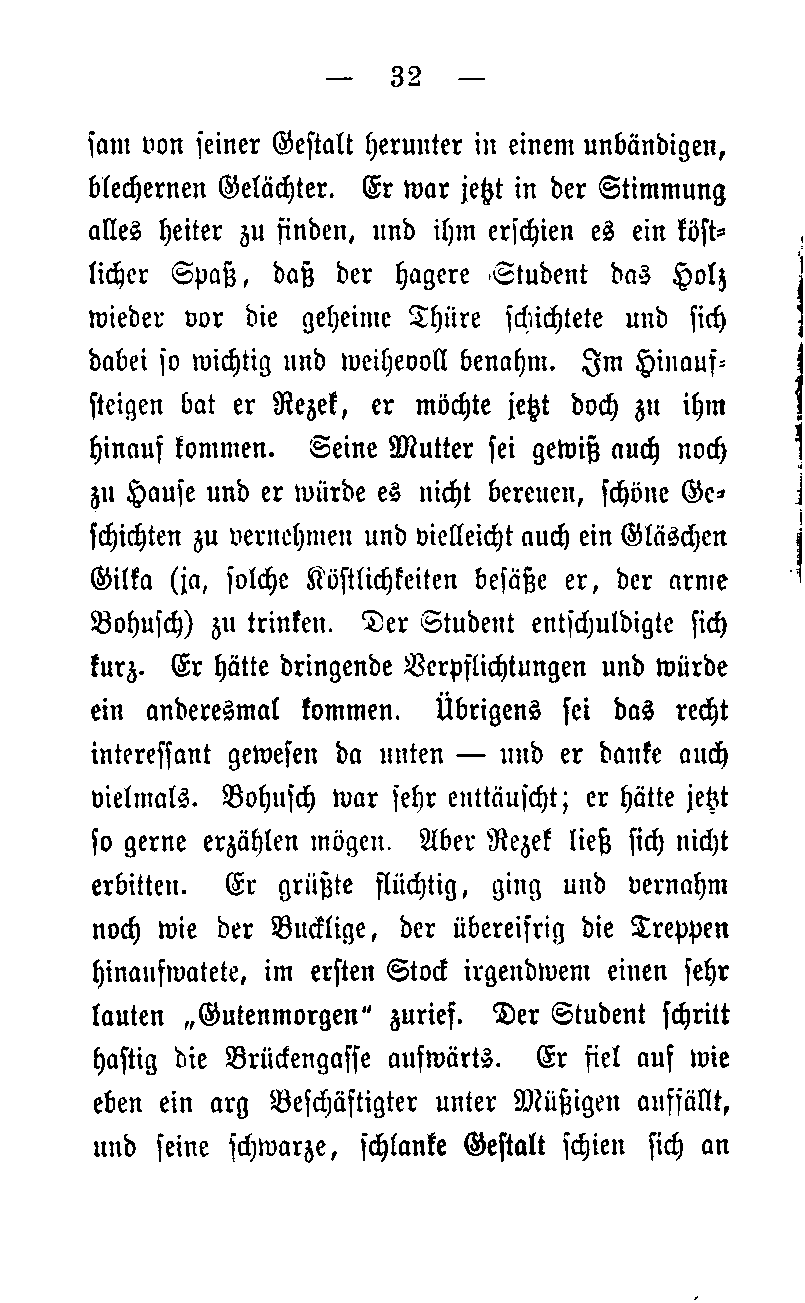 — 32 —
sam von seiner Gestalt herunter in einem unbändigen,
blechernen Gelächter. Er war jetzt in der Stimmung
alles heiter zu finden, und ihm erschien es ein köst-
licher Spaß, daß der hagere Student das Holz
wieder vor die geheime Thüre schichtete und sich
dabei so wichtig und weihevoll benahm. Im Hinauf-
steigen bat er Rezek, er möchte jetzt doch zu ihm
hinauf kommen. Seine Mutter sei gewiß auch noch
zu Hause und er würde es nicht bereuen, schöne Ge-
schichten zu vernehmen und vielleicht auch ein Gläschen
Gilka (ja, solche Köstlichkeiten besäße er, der arme
Bohusch) zu trinken. Der Student entschuldigte sich
kurz. Er hätte dringende Verpflichtungen und würde
ein anderesmal kommen. Übrigens sei das recht
interessant gewesen da unten — und er danke auch
vielmals. Bohusch war sehr enttäuscht; er hätte jetzt
so gerne erzählen mögen. Aber Rezek ließ sich nicht
erbitten. Er grüßte flüchtig, ging und vernahm
noch wie der Bucklige, der übereifrig die Treppen
hinaufwatete, im ersten Stock irgendwem einen sehr
lauten „Gutenmorgen“ zurief. Der Student schritt
hastig die Brückengasse aufwärts. Er fiel auf wie
eben ein arg Beschäftigter unter Müßigen auffällt,
und seine schwarze, schlanke Gestalt schien sich an